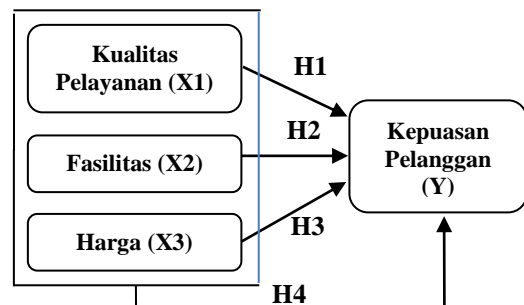 Kualitas
Pelayanan (X1)
H1
H2
Fasilitas (X2)
Kepuasan
Pelanggan
(Y)
Harga (X3)
H3
H4